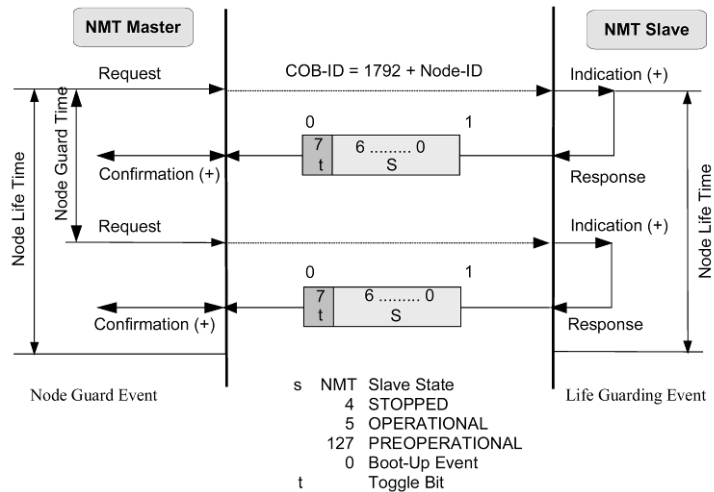 NMT Master
NMT Slave
Request
COB-ID = 1792 + Node-ID
Indication (+)
Node Life Time
Node Guard Time
0 1
7 6 ......... 0
t S
Confirmation (+)
Response
Node Life Time
Request
Indication (+)
0 1
7 6 ......... 0
t S
Confirmation (+)
Response
Node Guard Event
Life Guarding Event
s NMT Slave State
4 STOPPED
5 OPERATIONAL
127 PREOPERATIONAL
0 Boot-Up Event
t Toggle Bit